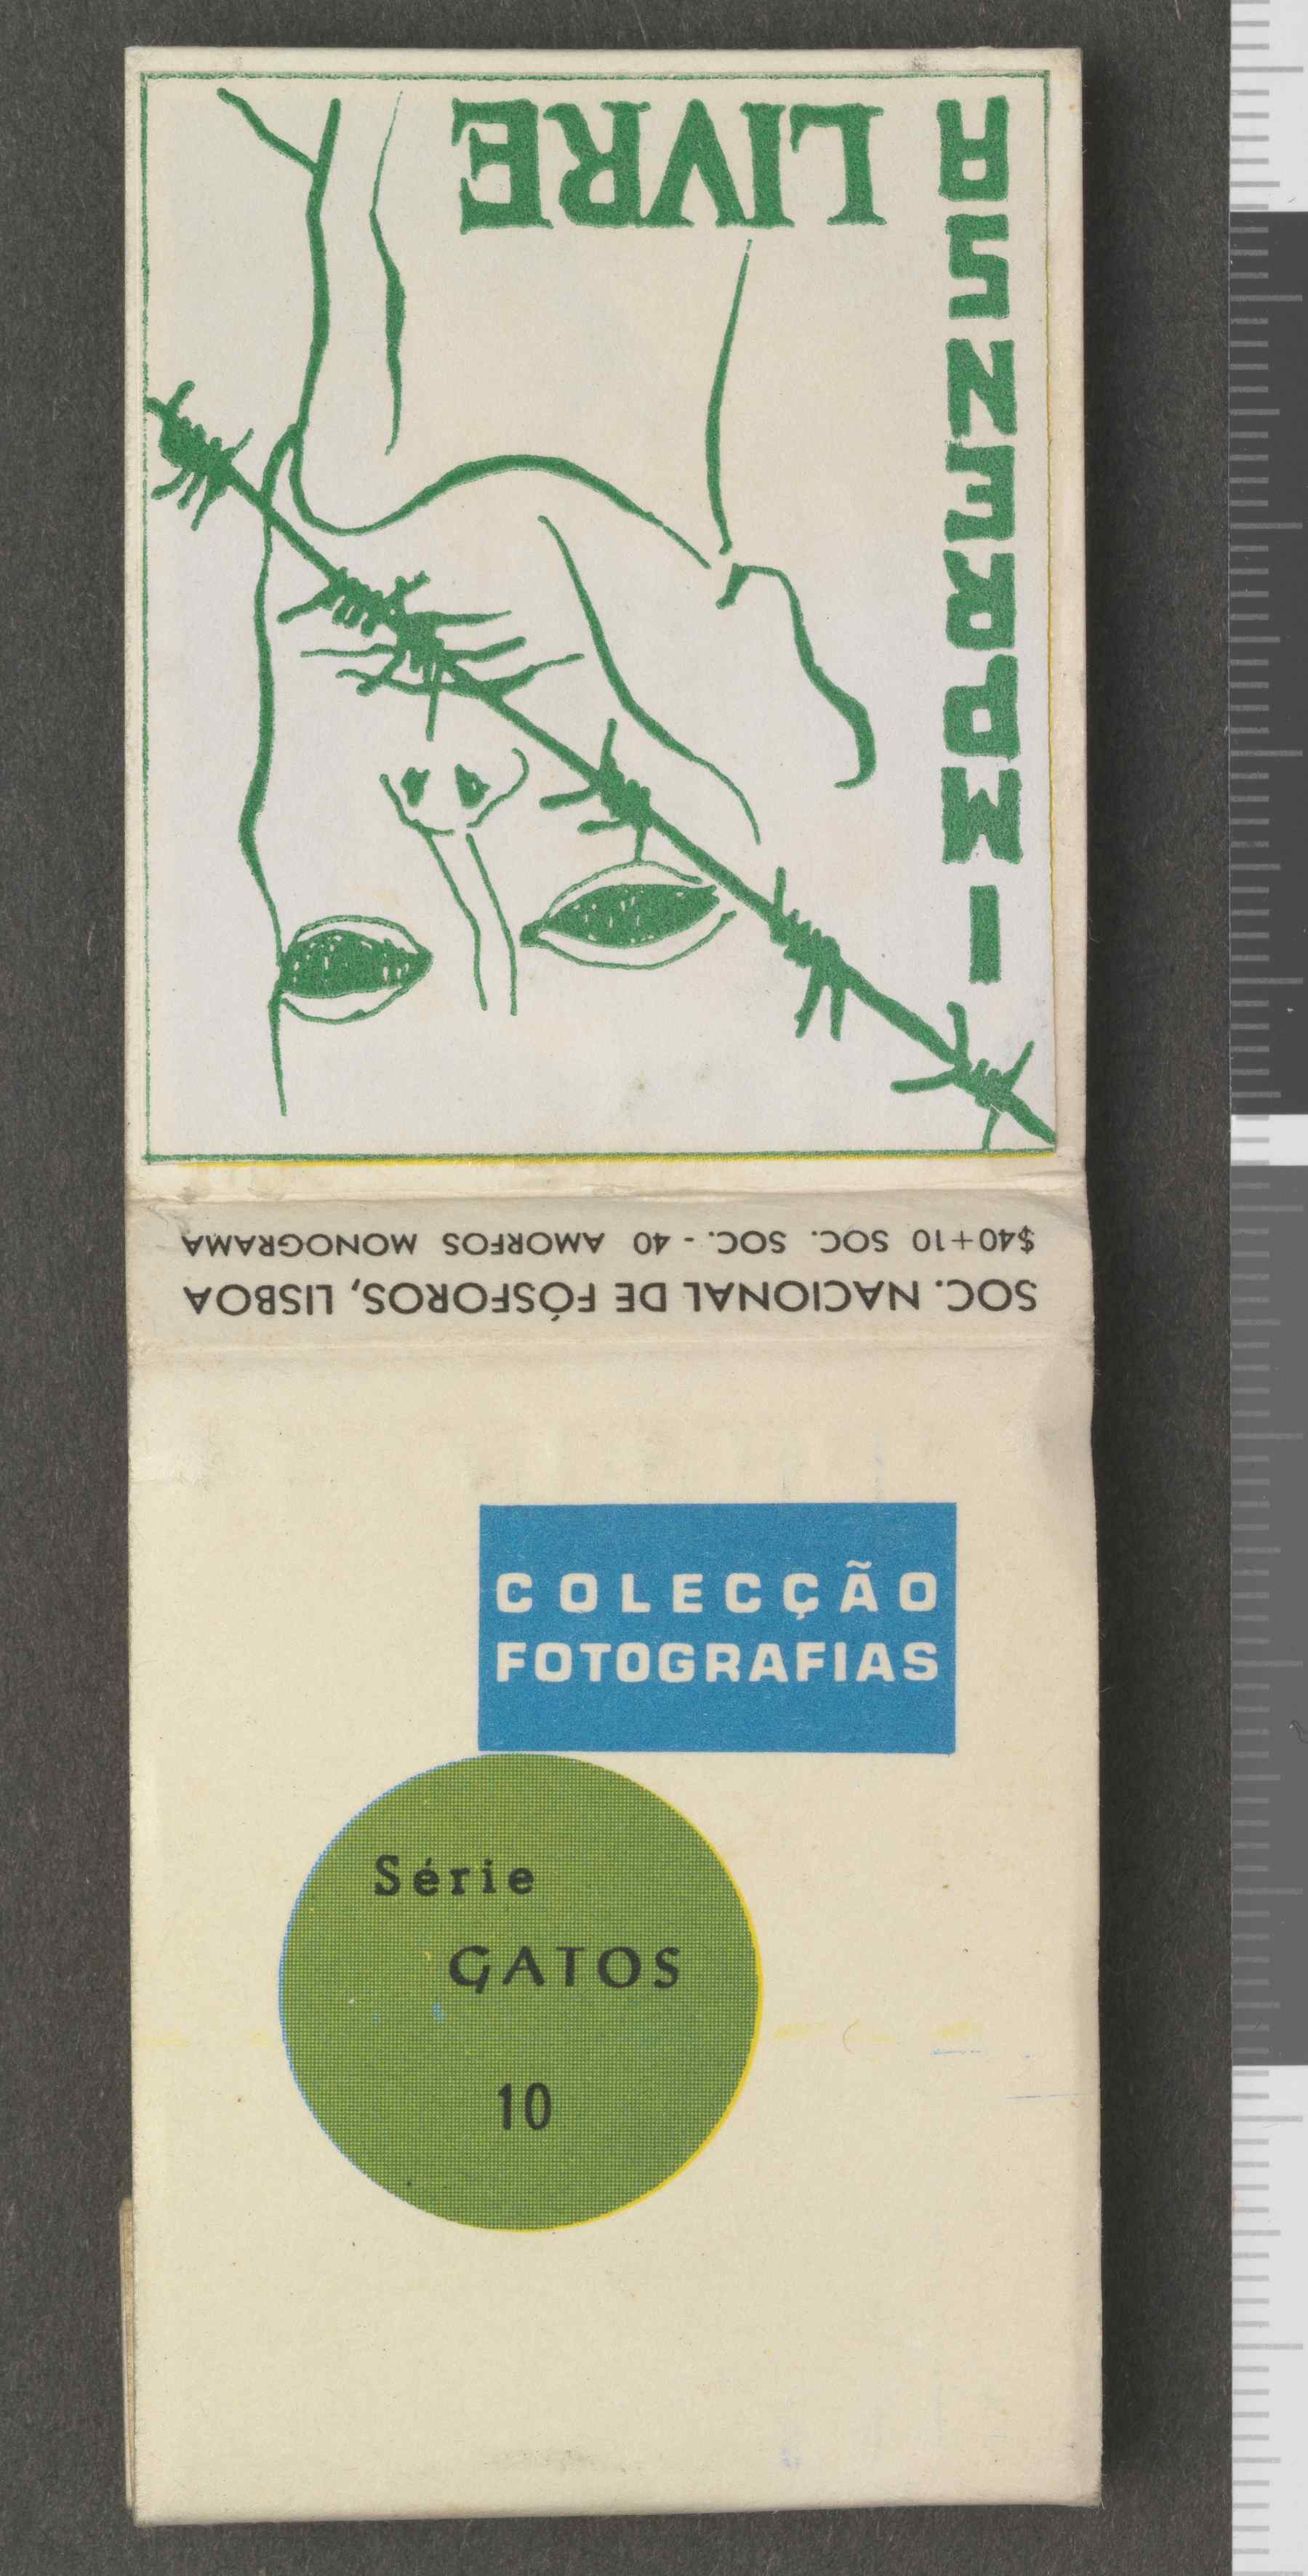 IMPRENSA
LIVRE
SOC. NACIONAL DE FÓSFOROS, LISBOA
$40+10 SOC. SOC. - 40 AMORFOS MONOGRAMA
COLECÇÃO
FOTOGRAFIAS
Série
GATOS
10